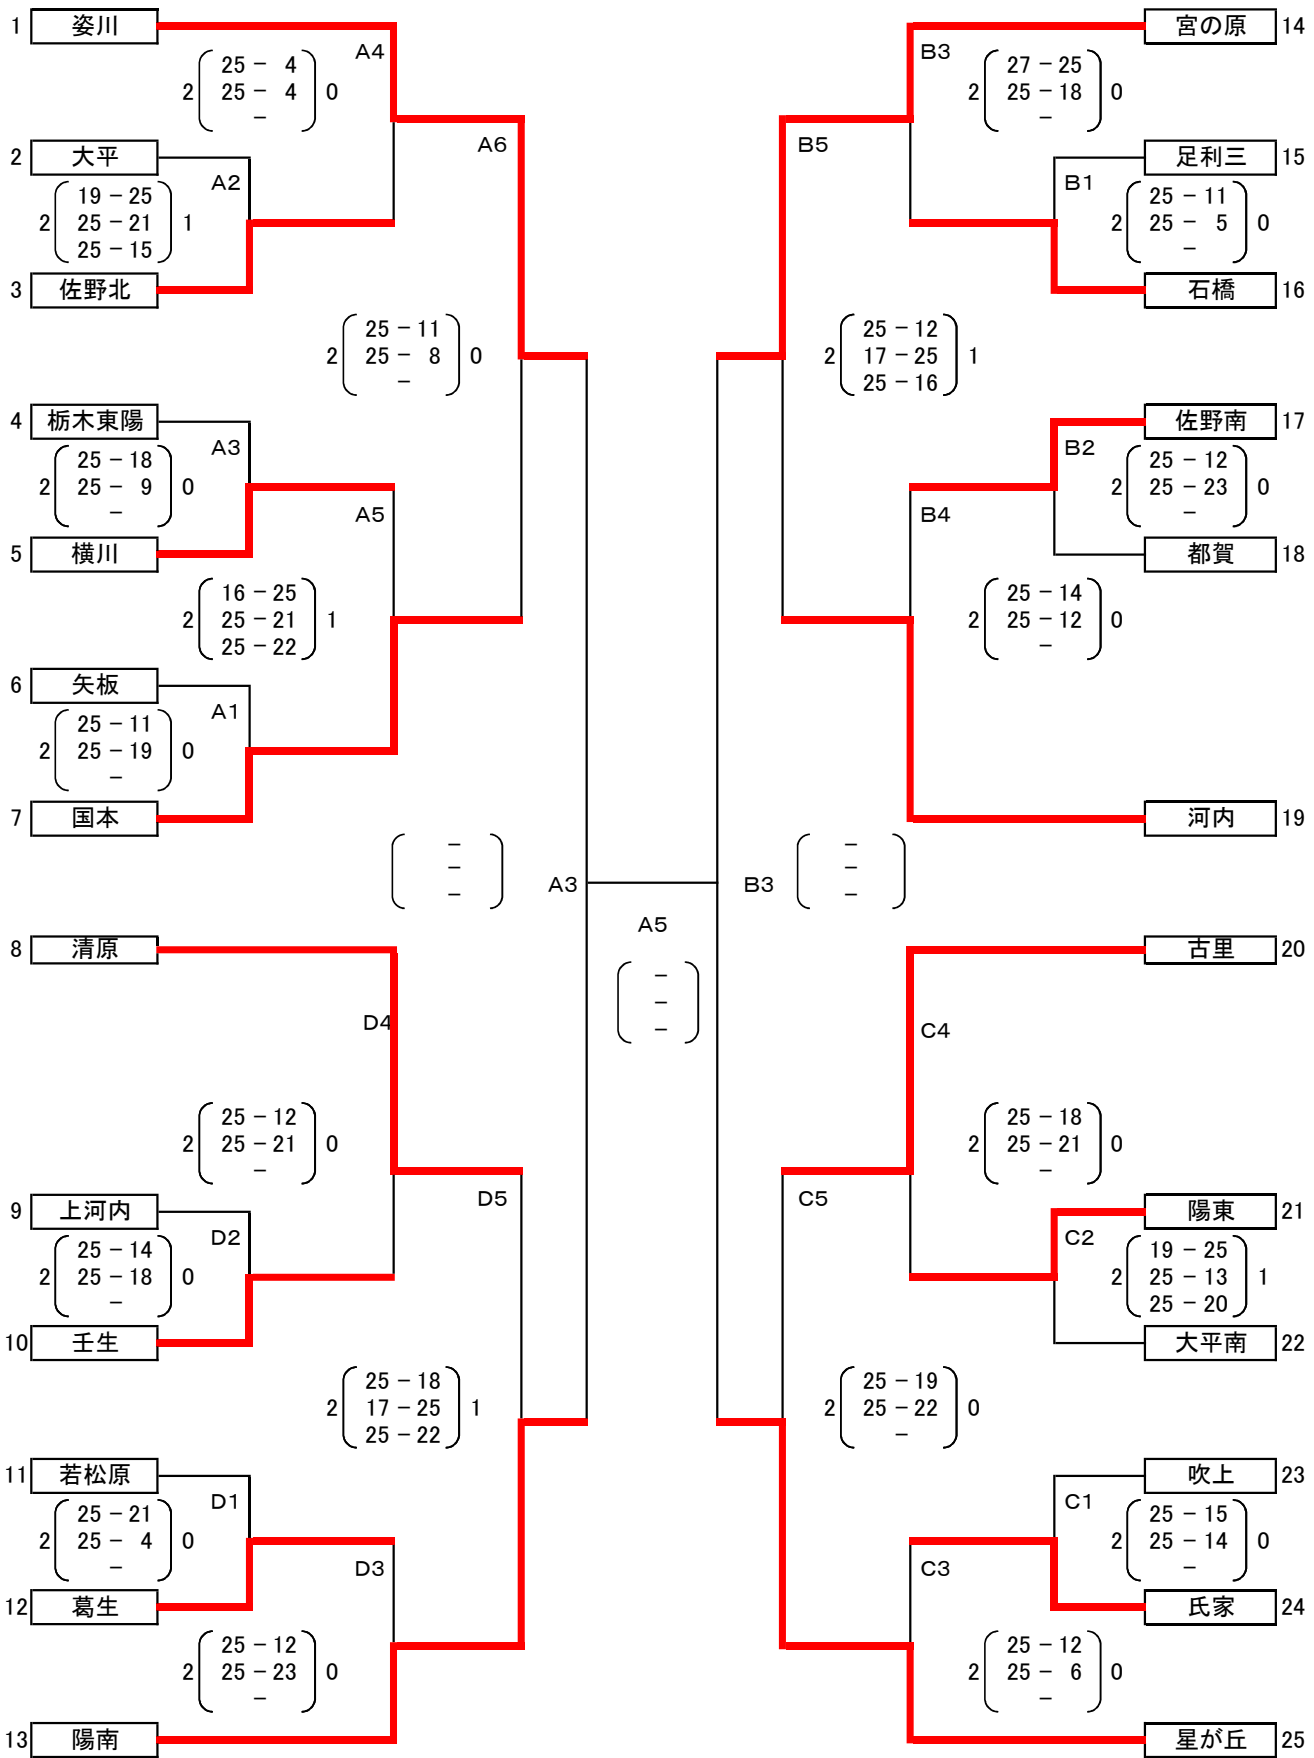 1 姿川
A4
25 － 4
2 25 － 4 0
－
2 大平
A2
19 － 25
2 25 － 21 1
25 － 15
3 佐野北
A6
25 － 11
2 25 － 8 0
－
4 栃木東陽
A3
25 － 18
2 25 － 9 0
－
5 横川
A5
16 － 25
2 25 － 21 1
25 － 22
6 矢板
A1
25 － 11
2 25 － 19 0
－
7 国本
－
－
－
A3
8 清原
D4
25 － 12
2 25 － 21 0
－
9 上河内
D2
25 － 14
2 25 － 18 0
－
10 壬生
D5
25 － 18
2 17 － 25 1
25 － 22
11 若松原
D1
25 － 21
2 25 － 4 0
－
12 葛生
D3
25 － 12
2 25 － 23 0
－
13 陽南
A5
－
－
－
宮の原 14
B3
27 － 25
2 25 － 18 0
－
足利三 15
B1
25 － 11
2 25 － 5 0
－
石橋 16
B5
25 － 12
2 17 － 25 1
25 － 16
佐野南 17
B2
25 － 12
2 25 － 23 0
－
都賀 18
B4
25 － 14
2 25 － 12 0
－
河内 19
B3
－
－
－
古里 20
C4
25 － 18
2 25 － 21 0
－
陽東 21
C2
19 － 25
2 25 － 13 1
25 － 20
大平南 22
C5
25 － 19
2 25 － 22 0
－
吹上 23
C1
25 － 15
2 25 － 14 0
－
氏家 24
C3
25 － 12
2 25 － 6 0
－
星が丘 25